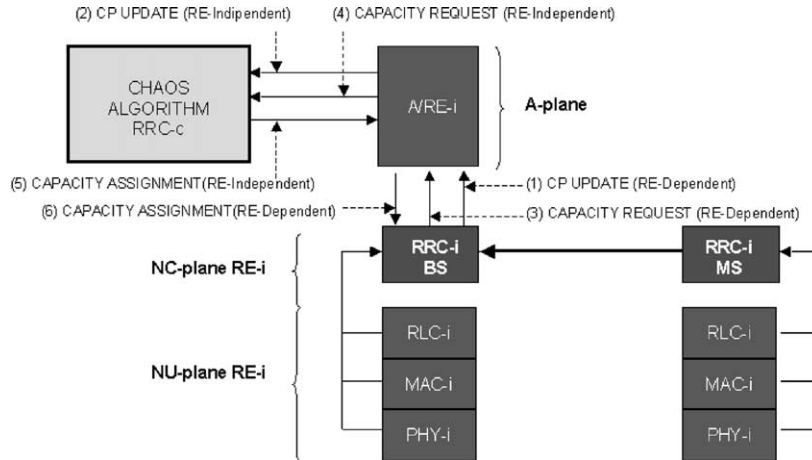 (2) CP UPDATE (RE-Indipendent)
(4) CAPACITY REQUEST (RE-Independent)
CHAOS
ALGORITHM
RRC-c
A/RE-i
A-plane
(5) CAPACITY ASSIGNMENT(RE-Independent)
(1) CP UPDATE (RE-Dependent)
(6) CAPACITY ASSIGNMENT(RE-Dependent)
(3) CAPACITY REQUEST (RE-Dependent)
RRC-i
BS
RRC-i
MS
NC-plane RE-i
RLC-i
RLC-i
NU-plane RE-i
MAC-i
MAC-i
PHY-i
PHY-i